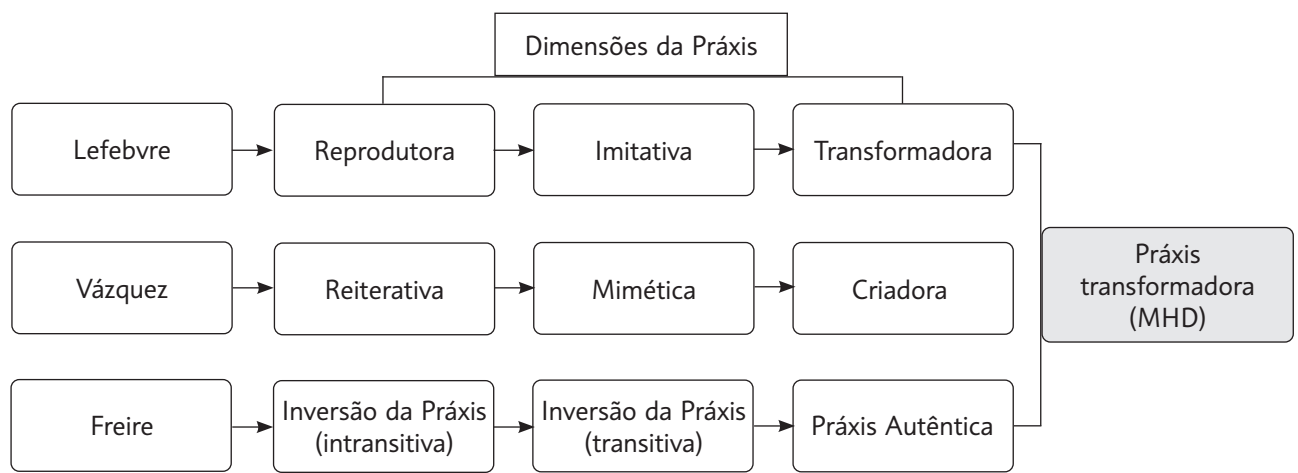 Dimensões da Práxis
Lefebvre
Reprodutora
Imitativa
Transformadora
Vázquez
Reiterativa
Mimética
Criadora
Práxis
transformadora
(MHD)
Freire
Inversão da Práxis
(intransitiva)
Inversão da Práxis
(transitiva)
Práxis Autêntica